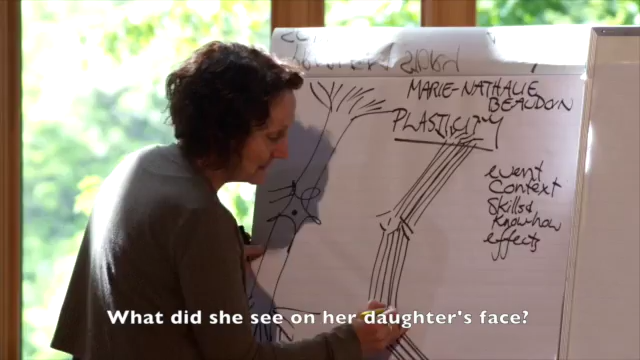 MARIE-NATHALIE
BEAUDOIN
PLASTICITY
event
Context
Skills &
Knowhow
effects
What did she see on her daughter's face?